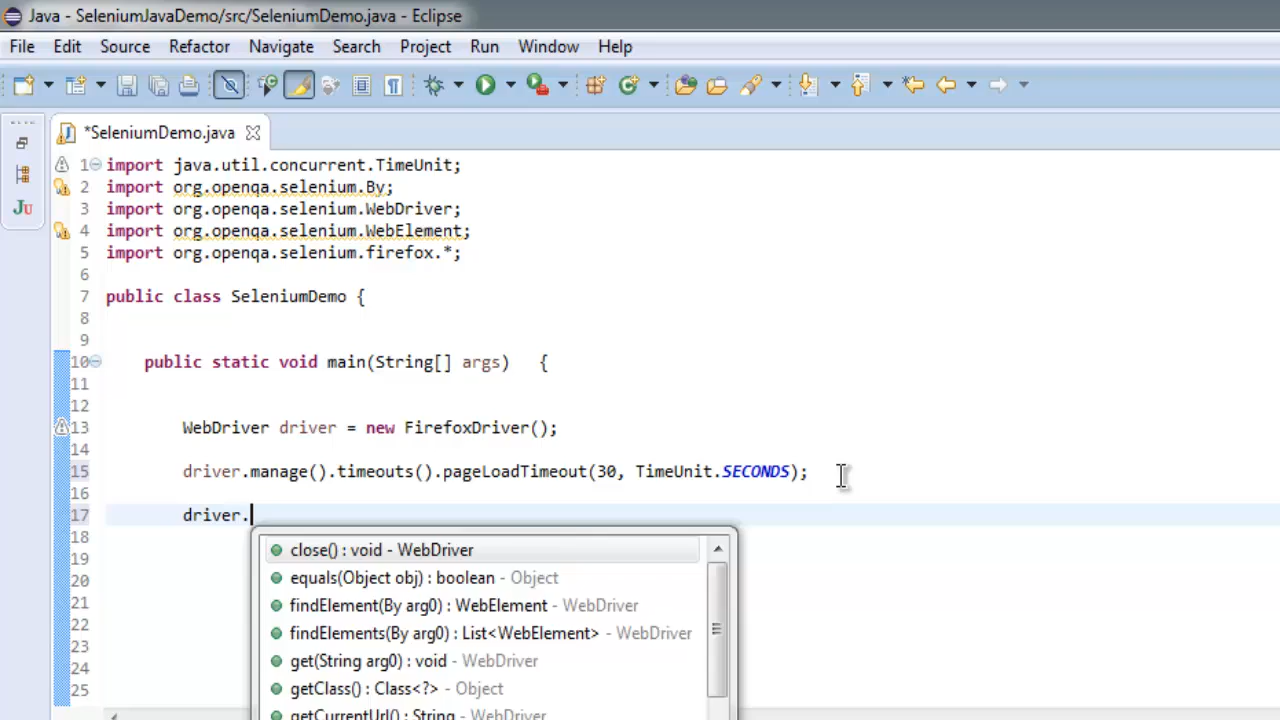 Java - SeleniumJavaDemo/src/SeleniumDemo.java - Eclipse
File Edit Source Refactor Navigate Search Project Run Window Help
*SeleniumDemo.java
1 import java.util.concurrent.TimeUnit;
2 import org.openqa.selenium.By;
3 import org.openqa.selenium.WebDriver;
4 import org.openqa.selenium.WebElement;
5 import org.openqa.selenium.firefox.*;
6
7 public class SeleniumDemo {
8
9
10 public static void main(String[] args) {
11
12
13 WebDriver driver = new FirefoxDriver();
14
15 driver.manage().timeouts().pageLoadTimeout(30, TimeUnit.SECONDS);
16
17 driver.
18
close() : void - WebDriver
19
equals(Object obj) : boolean - Object
20
findElement(By arg0) : WebElement - WebDriver
21
22
findElements(By arg0) : List<WebElement> - WebDriver
23
get(String arg0) : void - WebDriver
24
getClass() : Class<?> - Object
25
getCurrentUrl() : String - WebDriver
JU